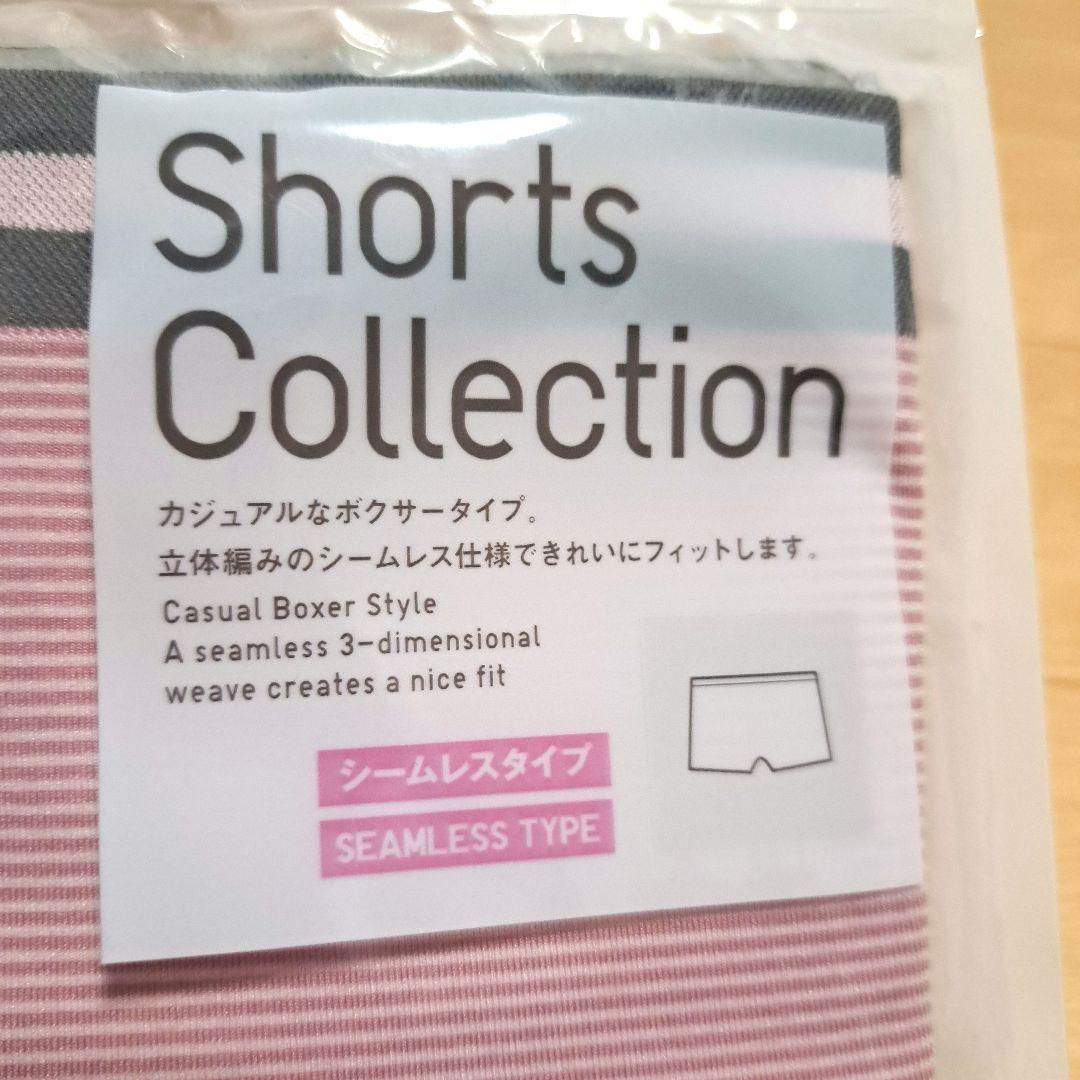 Shorts
Collection
カジュアルなボクサータイプ。
立体編みのシームレス仕様できれいにフィットします。
Casual Boxer Style
A seamless 3-dimensional
weave creates a nice fit
シームレスタイプ
SEAMLESS TYPE